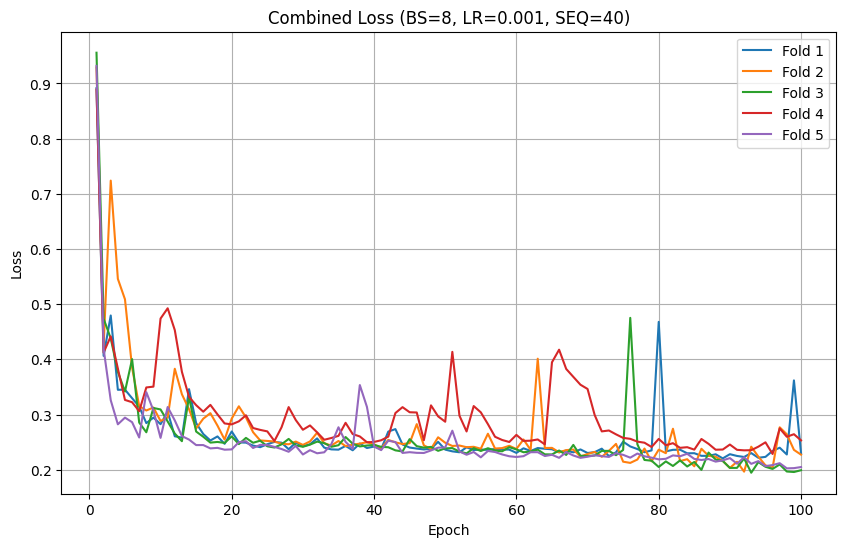 Combined Loss (BS=8, LR=0.001, SEQ=40)
Fold 1
Fold 2
Fold 3
Fold 4
Fold 5
Loss
0.9
0.8
0.7
0.6
0.5
0.4
0.3
0.2
0 20 40 60 80 100
Epoch